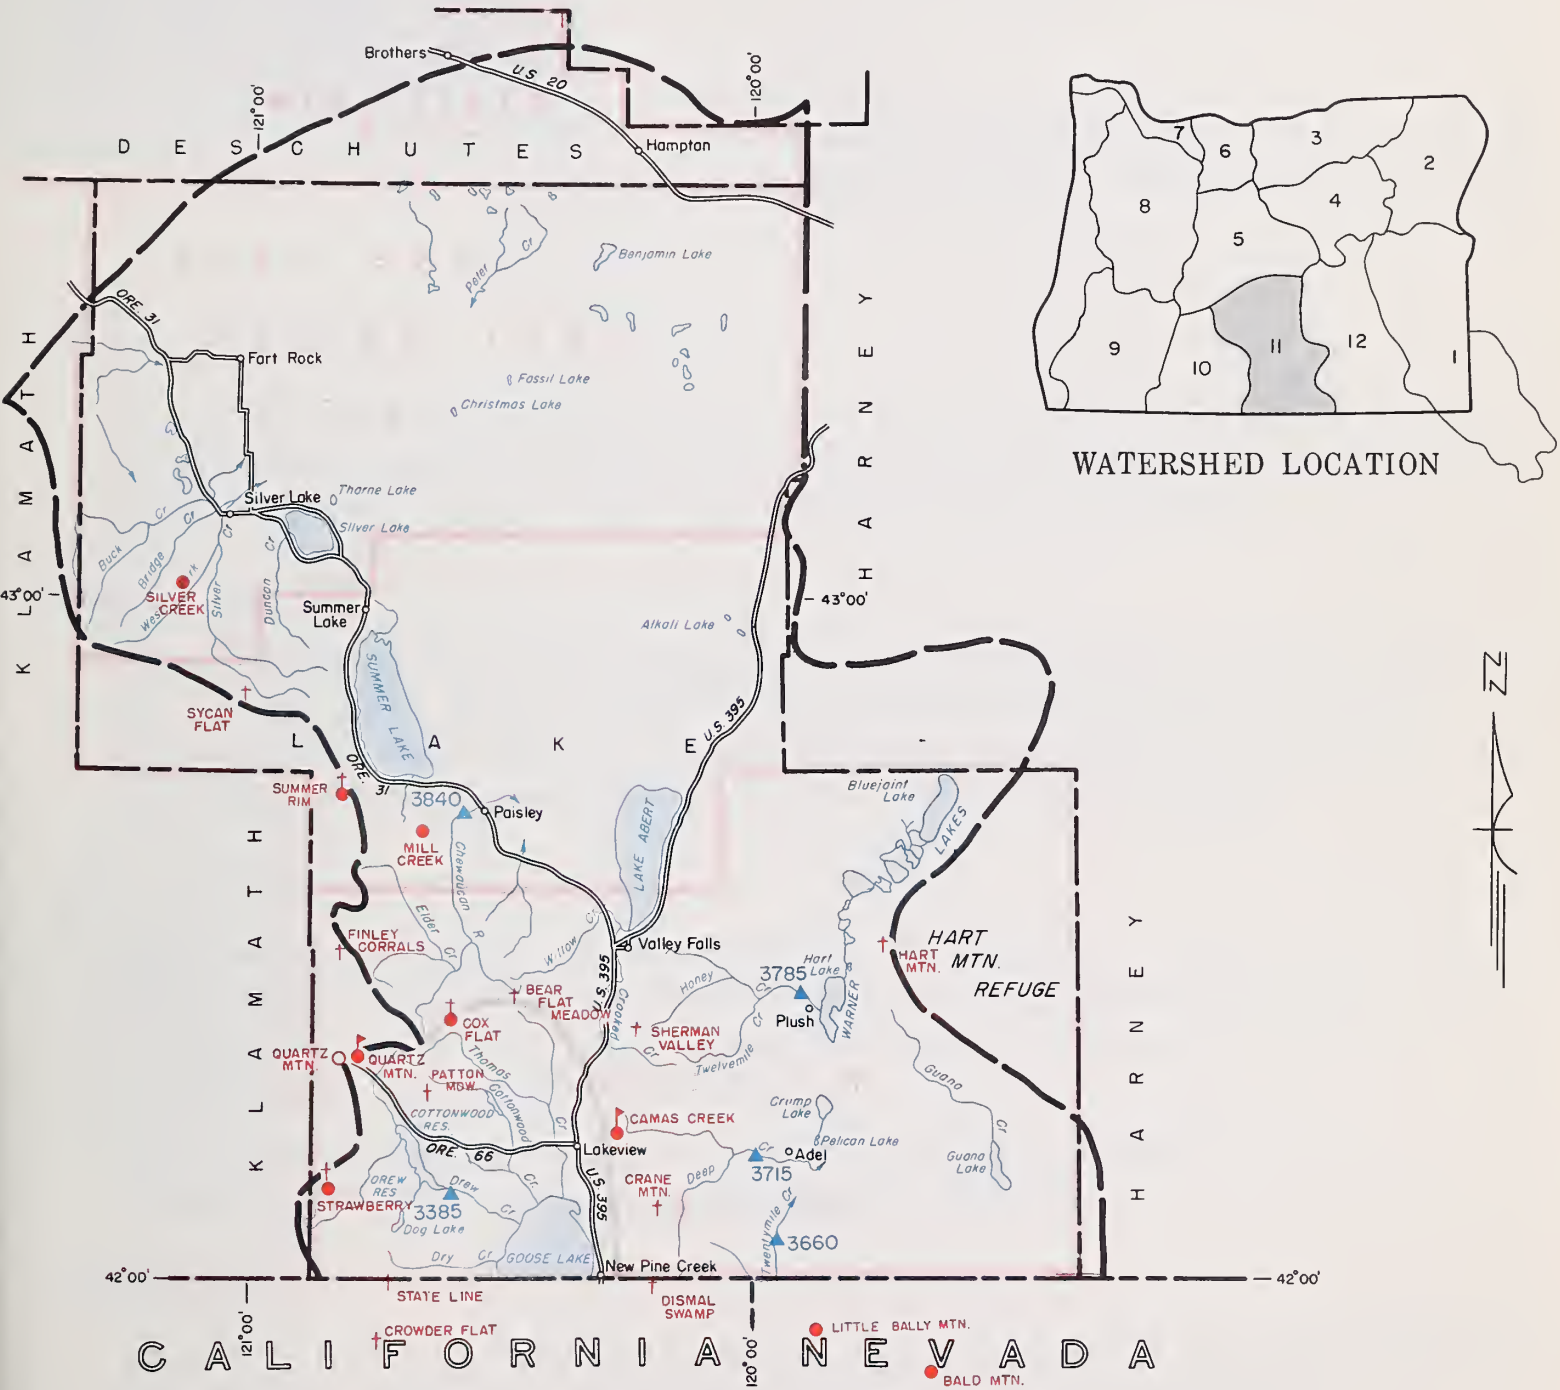 Brothers
U.S. 20
120°00'
121°00'
DESCHUTES
Hampton
Peter Cr
Benjamin Lake
ORE. 31
Fort Rock
Fossil Lake
Christmas Lake
KLAMATH
HARNEY
7
6
3
2
8
4
5
9
10
11
12
1
WATERSHED LOCATION
Silver Lake
Thorne Lake
Silver Lake
Buck Cr
Bridge Cr
SILVER
CREEK
Silver Cr
Duncan Cr
43°00'
43°00'
Summer
Lake
Alkali Lake
SUMMER LAKE
SYCAN
FLAT
LAKE
U.S. 395
N
SUMMER
RIM
ORE. 31
3840
Paisley
MILL
CREEK
Chewaucan R
LAKE ABERT
Bluejoint
Lake
WARNER LAKES
KLAMATH
Elder Cr
FINLEY
CORRALS
Willow Cr
Valley Falls
U.S. 395
Crooked Cr
BEAR
FLAT
MEADOW
Honey Cr
3785
Hart
Lake
Plush
HART
MTN.
HART
MTN.
REFUGE
HARNEY
COX
FLAT
SHERMAN
VALLEY
Twelvemile Cr
QUARTZ
MTN.
QUARTZ
MTN.
PATTON
MDW.
Thomas Cr
Cottonwood Cr.
COTTONWOOD
RES.
ORE. 66
Lakeview
CAMAS CREEK
Crump
Lake
Pelican Lake
Adel
3715
Deep Cr
Guano Cr
Guano
Lake
CRANE
MTN.
STRAWBERRY
DREW
RES
Drew Cr
3385
Dog Lake
U.S. 395
Twentymile Cr
3660
Dry Cr
GOOSE LAKE
New Pine Creek
42°00'
42°00'
STATE LINE
DISMAL
SWAMP
CROWDER FLAT
121°00'
120°00'
LITTLE BALLY MTN.
CALIFORNIA NEVADA
BALD MTN.